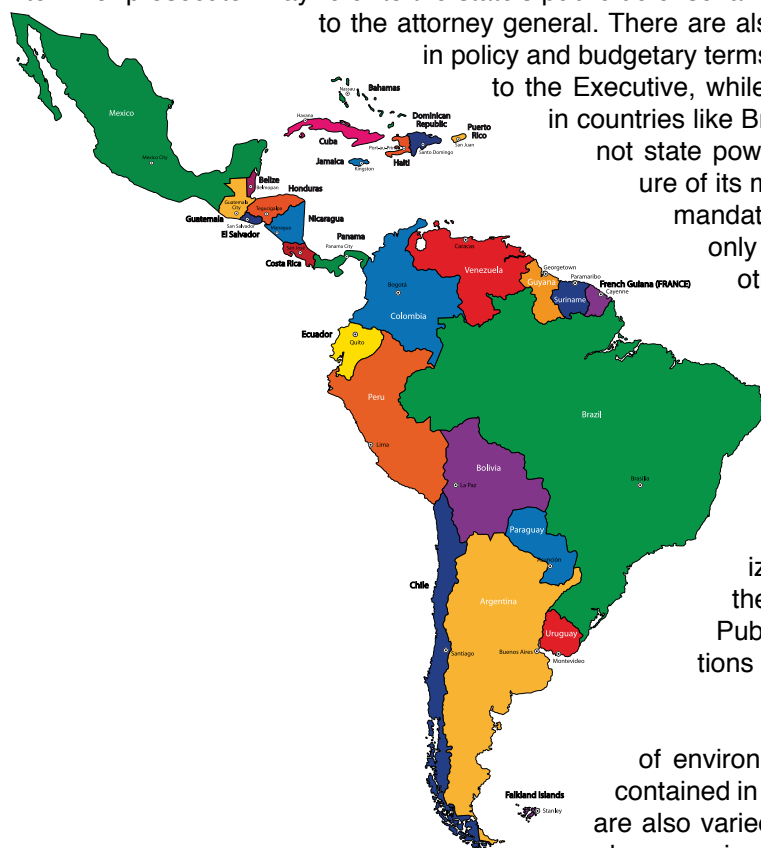 to the attorney general. There are als
in policy and budgetary terms
to the Executive, while
in countries like Br
not state pow
ure of its m
mandat
only
ot
Nassau
Bahamas
Mexico
Havana
Cuba
Dominican
Republic
Puerto
Rico
San Juan
Santo Domingo
Haiti
Jamaica
Kingston
Mexico City
Belize
Belmopan
Honduras
Guatemala
City
Tegucigalpa
Guatemala
San Salvador
El Salvador
Nicaragua
Managua
Panama
Panama City
San José
Costa Rica
Caracas
Venezuela
Georgetown
Guyana
Paramaribo
Suriname
French Guiana (FRANCE)
Cayenne
Bogotá
Colombia
Ecuador
Quito
Peru
Lima
Brazil
Brasilia
Bolivia
La Paz
Paraguay
Chile
Argentina
Uruguay
Santiago
Buenos Aires
Montevideo
iz
the
Pub
tions
of environ
contained in
are also varied
Falkland Islands
Stanley